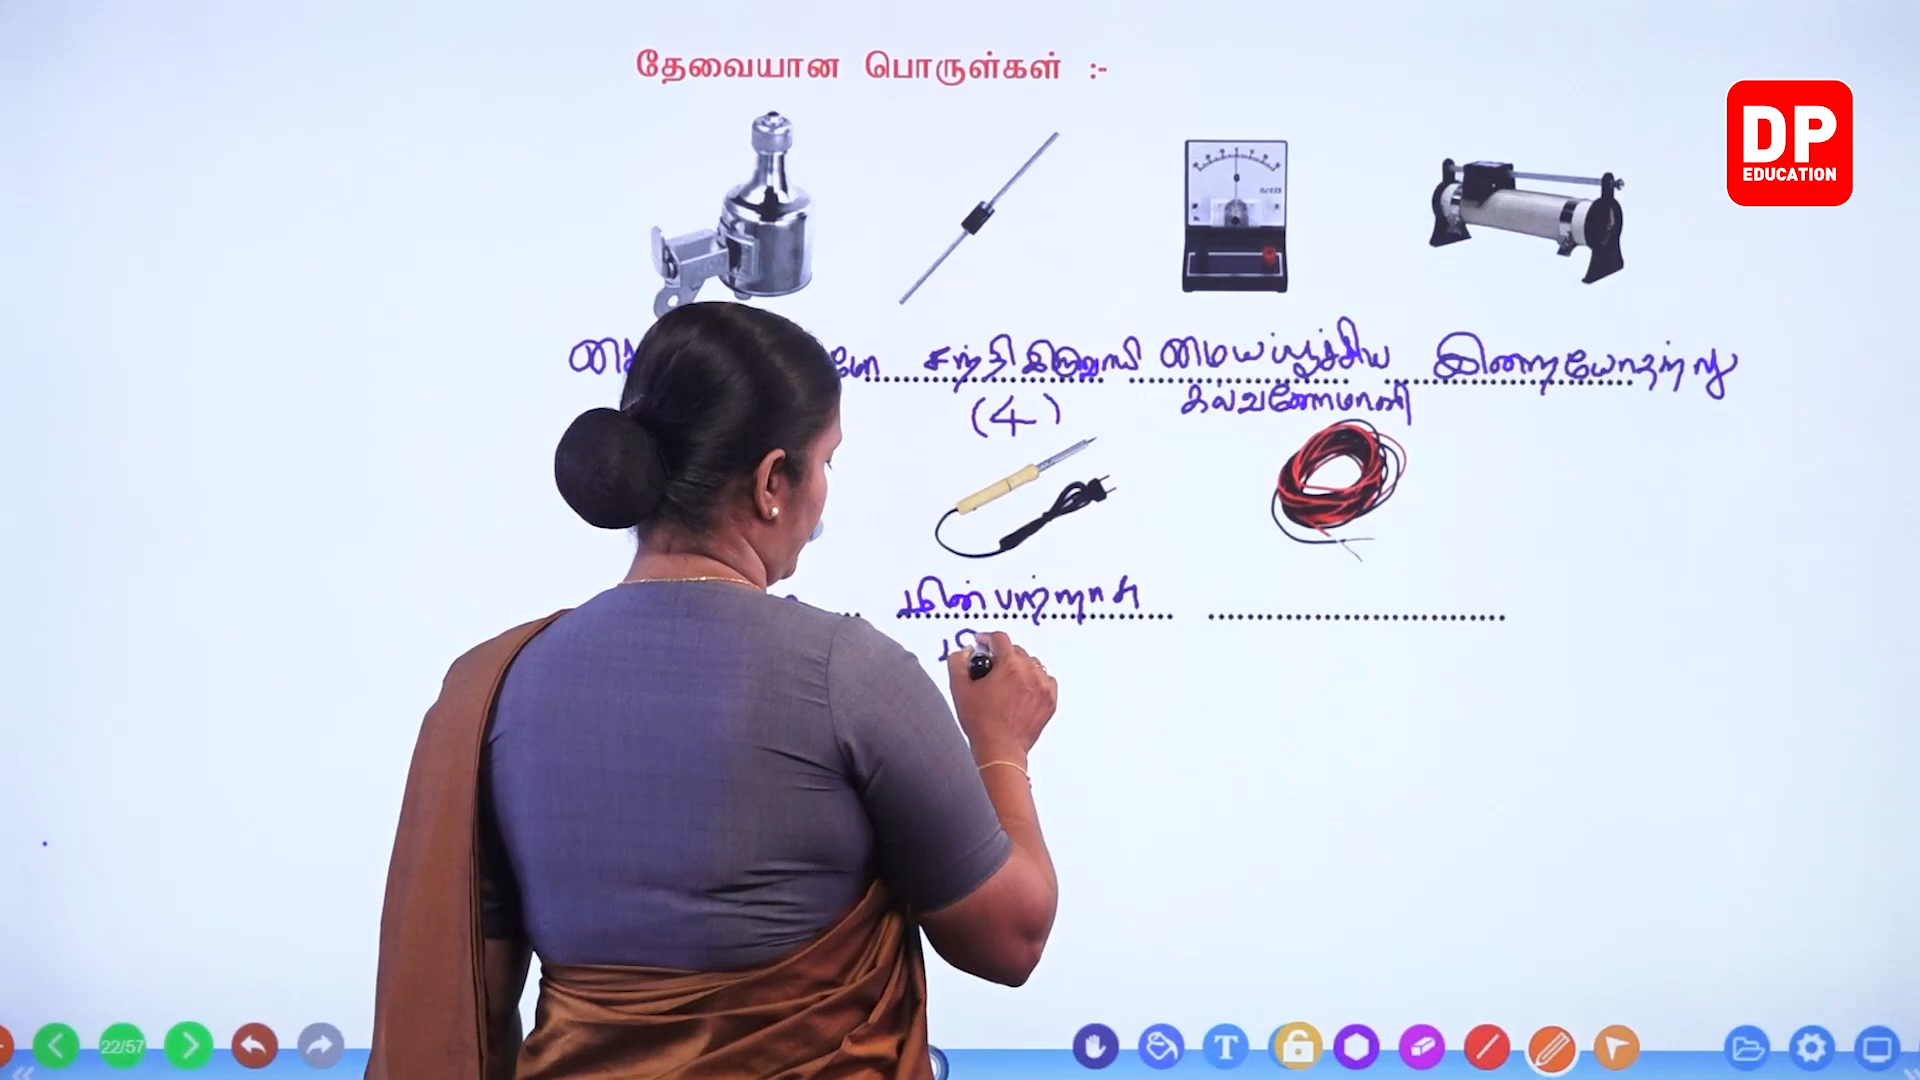 தேவையான பொருள்கள் :-
DP
EDUCATION
சந்தி இருவாயி மையபூச்சிய இறையோதற்று
(4) கல்வனோமானி
மின் பற்றாசு
22/57
T